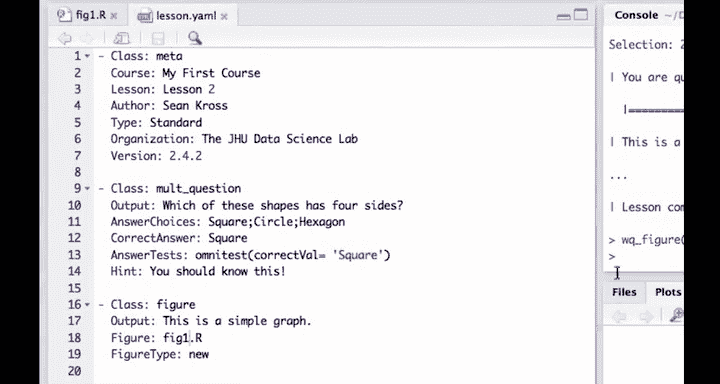 fig1.R
lesson.yaml
1 - Class: meta
2 Course: My First Course
3 Lesson: Lesson 2
4 Author: Sean Kross
5 Type: Standard
6 Organization: The JHU Data Science Lab
7 Version: 2.4.2
8
9 - Class: mult_question
10 Output: Which of these shapes has four sides?
11 AnswerChoices: Square;Circle;Hexagon
12 CorrectAnswer: Square
13 AnswerTests: omnitest(correctVal= 'Square')
14 Hint: You should know this!
15
16 - Class: figure
17 Output: This is a simple graph.
18 Figure: fig1.R
19 FigureType: new
20
Console ~/
Selection: 2
| You are qu
|=========
| This is a
...
| Lesson com
> wq_figure(
>
Files Plots